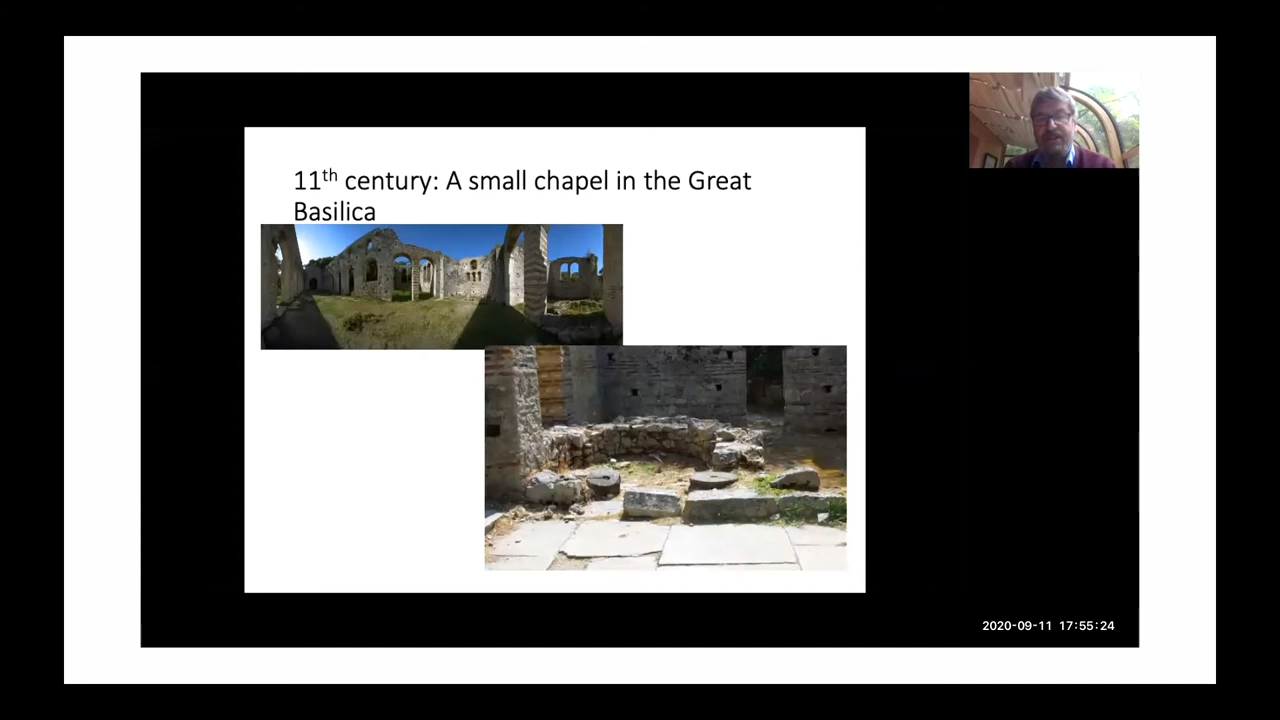 11th century: A small chapel in the Great
Basilica
2020-09-11 17:55:24